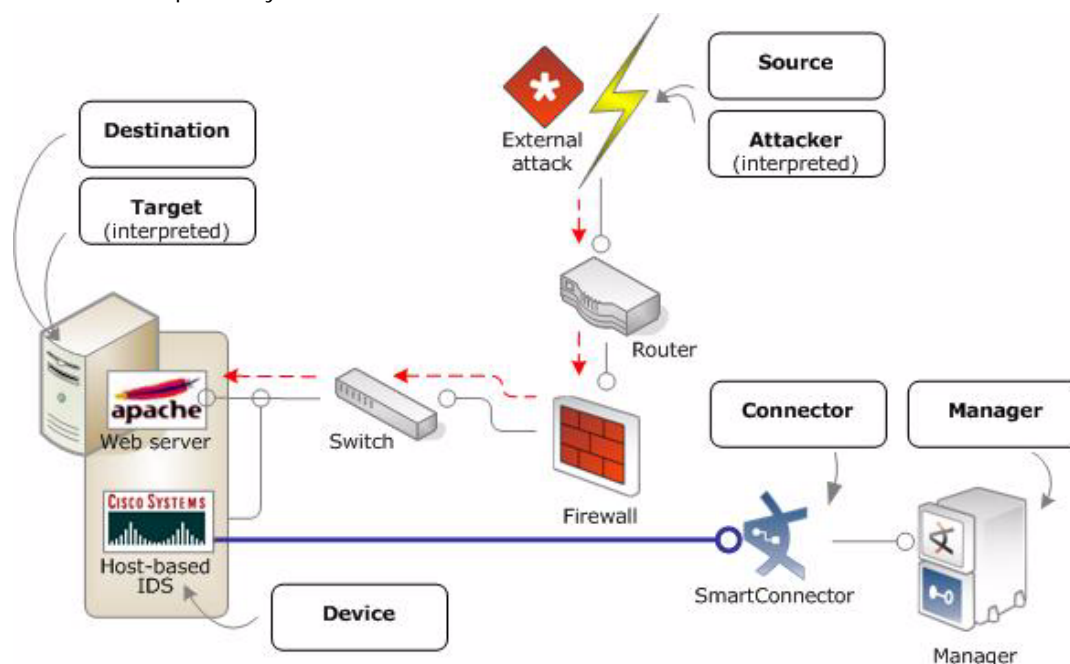 Source
Attacker
(interpreted)
External
attack
Destination
Target
(interpreted)
Router
apache
Web server
Switch
Firewall
Connector
Manager
CISCO SYSTEMS
Host-based
IDS
SmartConnector
Device
Manager